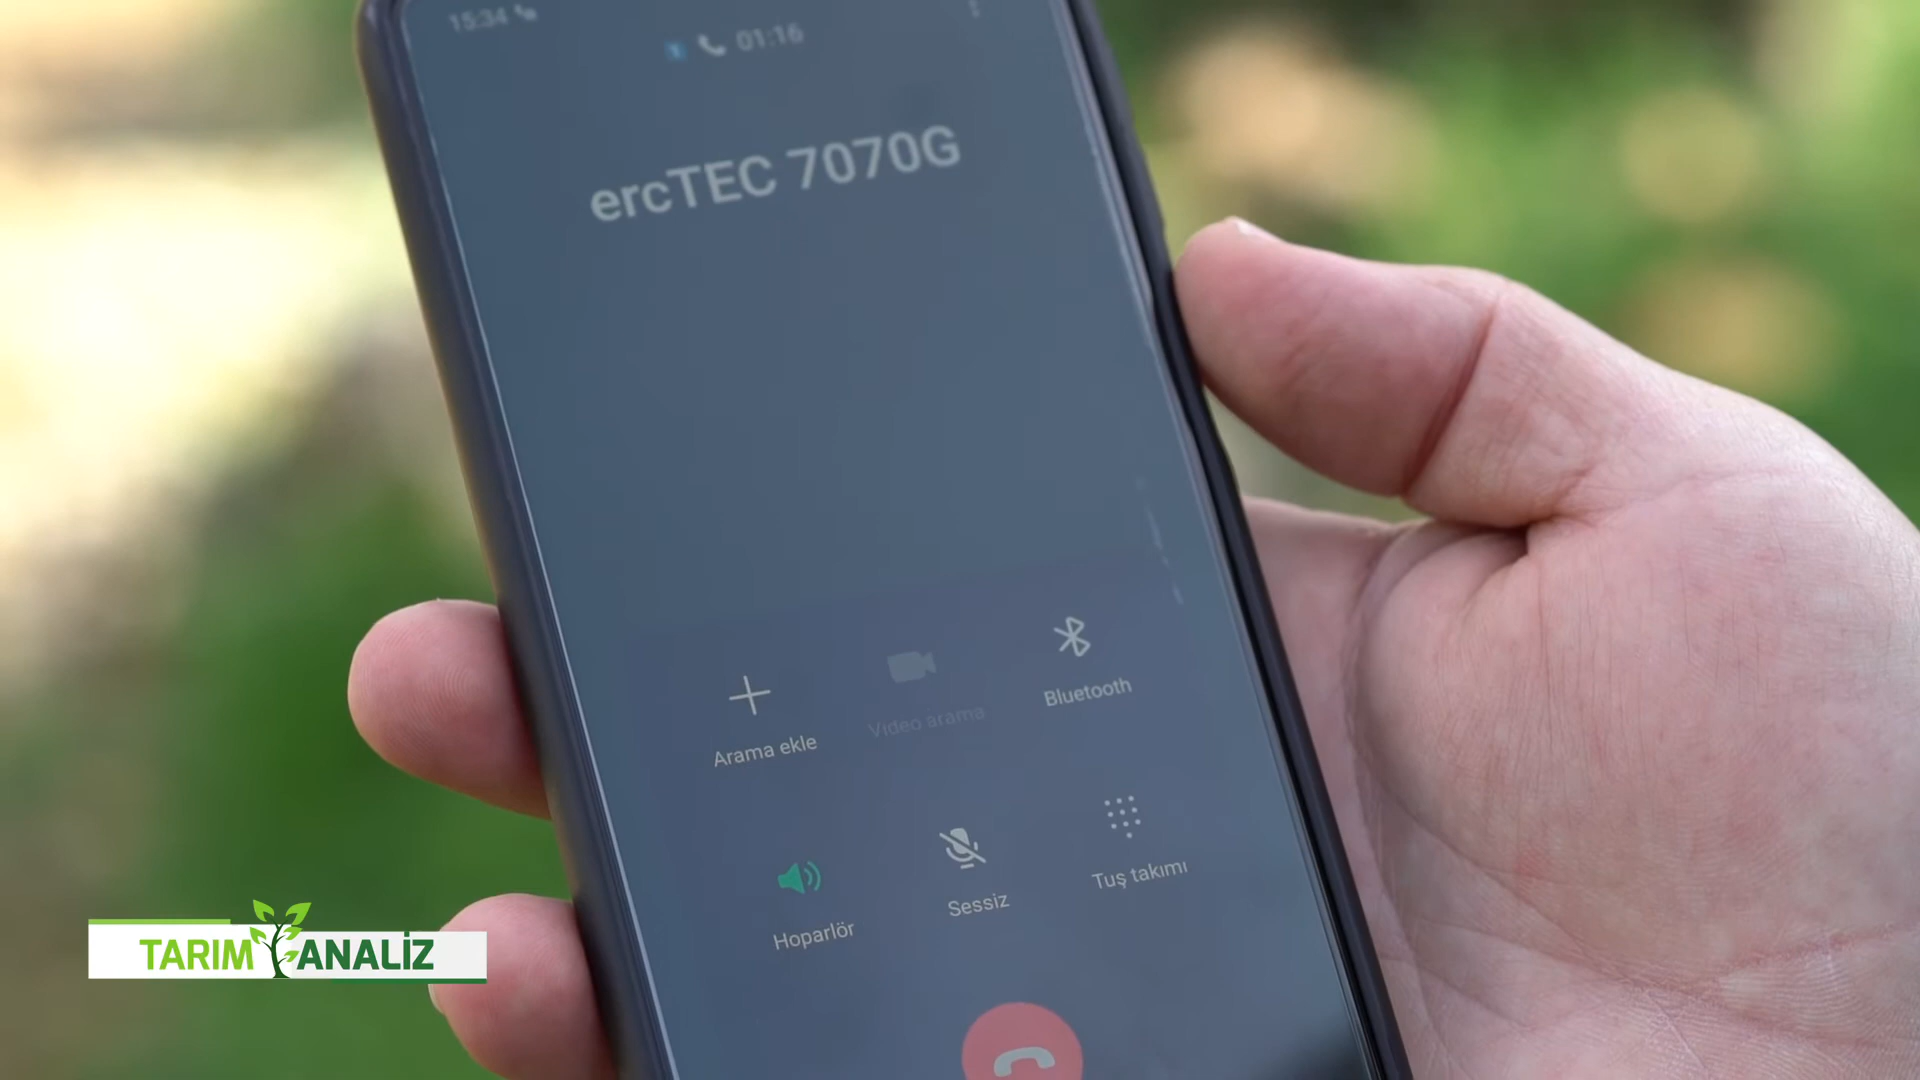 15:34
01:16
ercTEC 7070G
Arama ekle
Video arama
Bluetooth
Hoparlör
Sessiz
Tuş takımı
TARIM ANALİZ